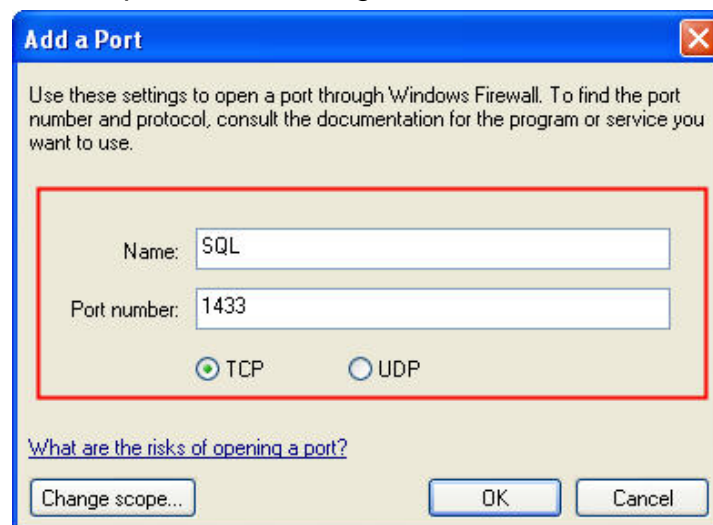 Add a Port
Use these settings to open a port through Windows Firewall. To find the port
number and protocol, consult the documentation for the program or service you
want to use.
Name: SQL
Port number: 1433
TCP UDP
What are the risks of opening a port?
Change scope... OK Cancel